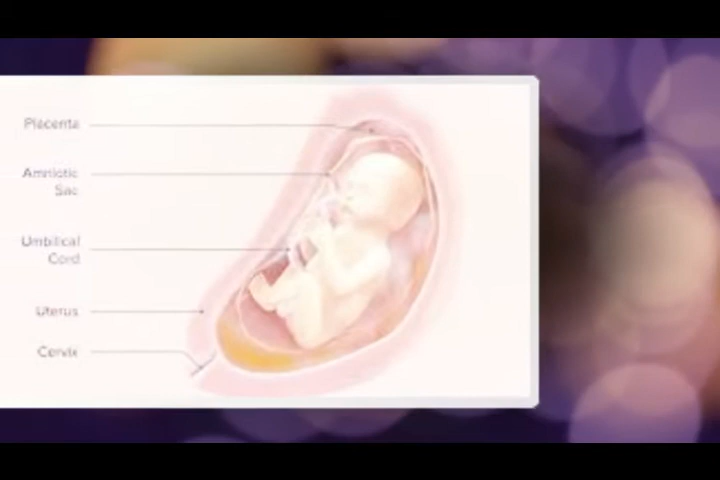 Placenta
Amniotic
Sac
Umbilical
Cord
Uterus
Cervix